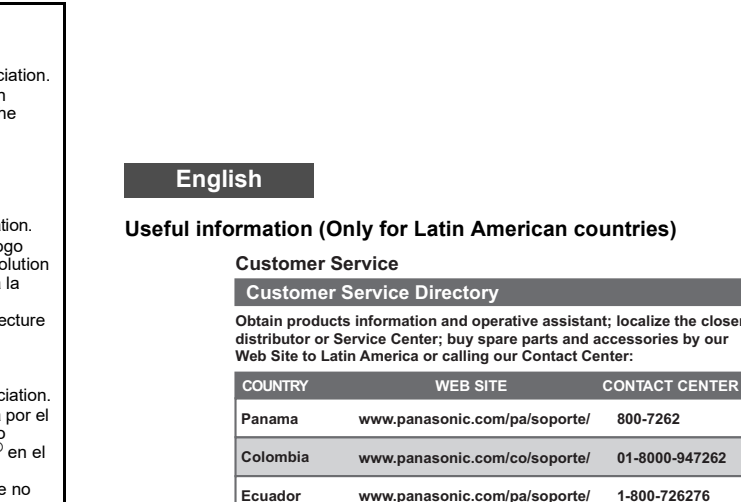 ciation.
n
ne
tion.
ogo
olution
la
ecture
ciation.
por el
o
en el
e no
English
Useful information (Only for Latin American countries)
Customer Service
Customer Service Directory
Obtain products information and operative assistant; localize the closer
distributor or Service Center; buy spare parts and accessories by our
Web Site to Latin America or calling our Contact Center:
COUNTRY WEB SITE CONTACT CENTER
Panama www.panasonic.com/pa/soporte/ 800-7262
Colombia www.panasonic.com/co/soporte/ 01-8000-947262
Ecuador www.panasonic.com/pa/soporte/ 1-800-726276